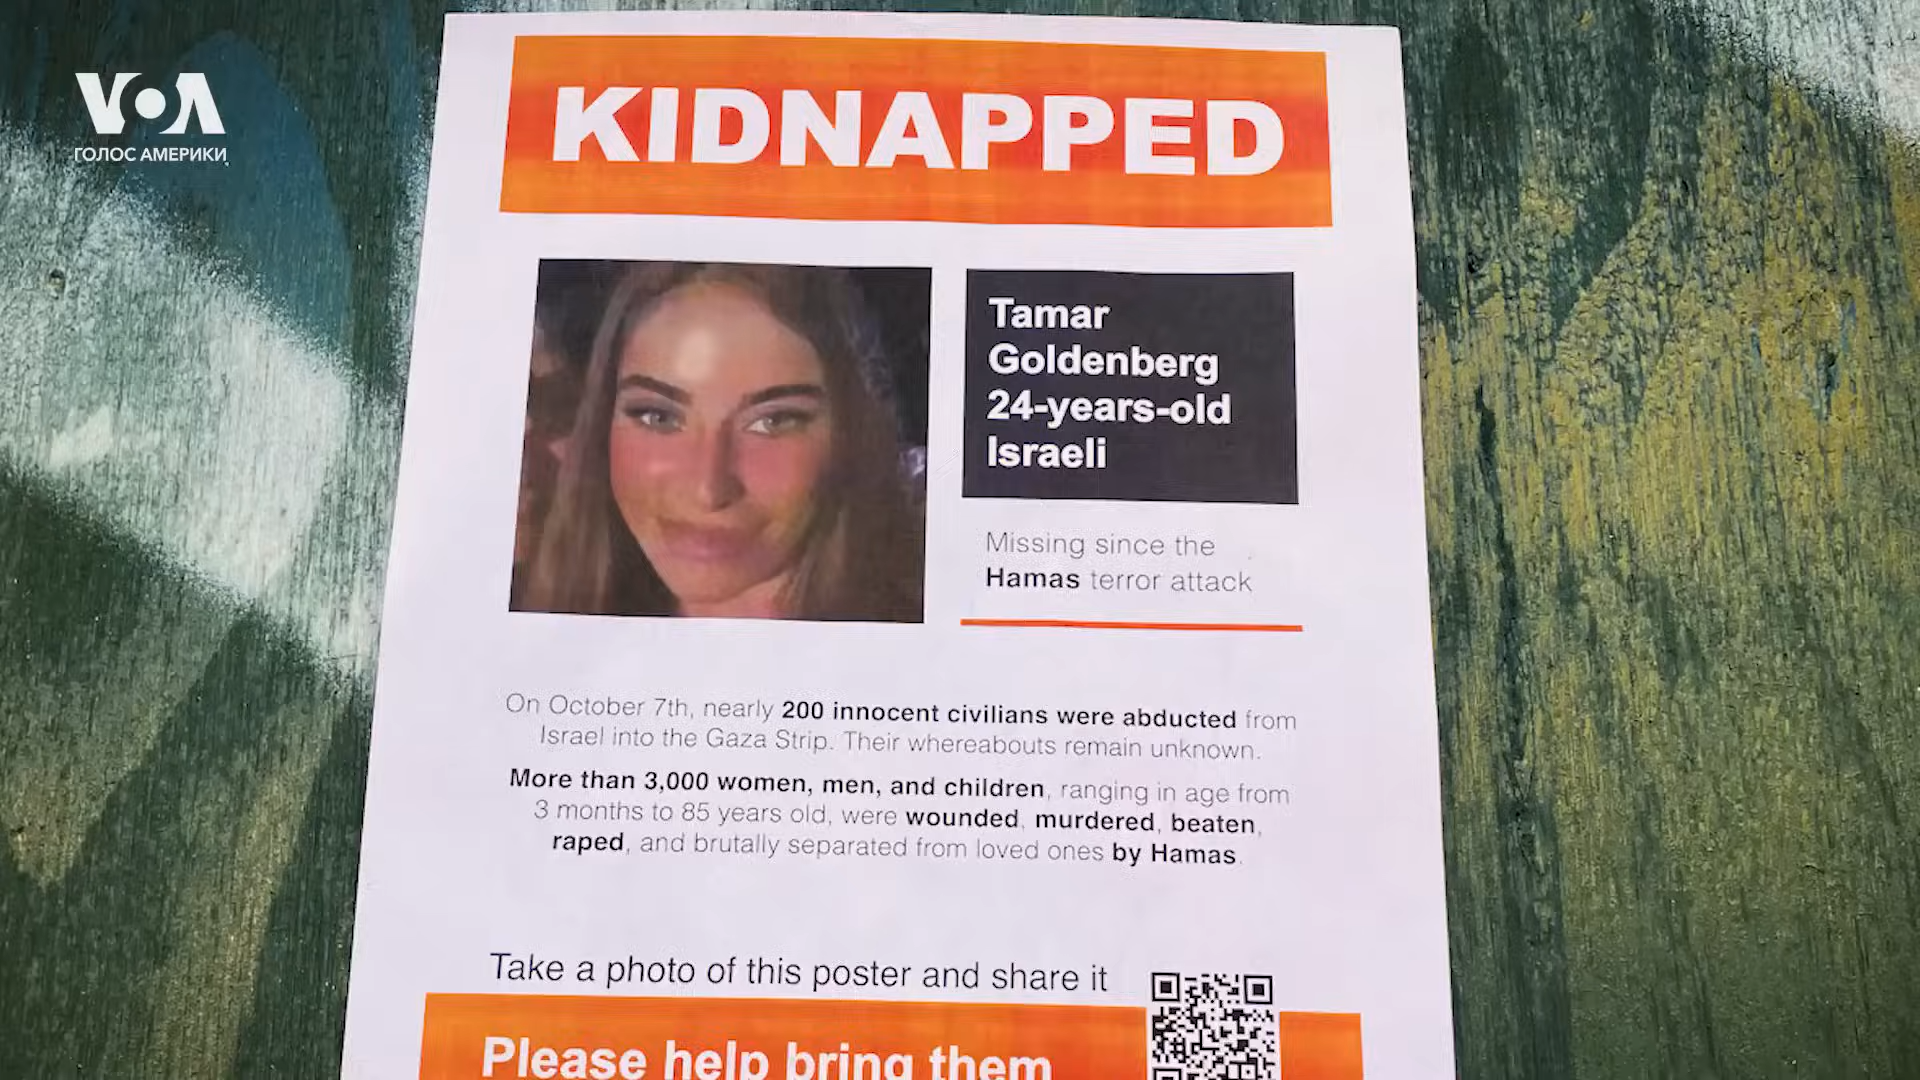 VOA
ГОЛОС АМЕРИКИ
KIDNAPPED
Tamar
Goldenberg
24-years-old
Israeli
Missing since the
Hamas terror attack
On October 7th, nearly 200 innocent civilians were abducted from
Israel into the Gaza Strip. Their whereabouts remain unknown.
More than 3,000 women, men, and children, ranging in age from
3 months to 85 years old, were wounded, murdered, beaten,
raped, and brutally separated from loved ones by Hamas.
Take a photo of this poster and share it
Please help bring them